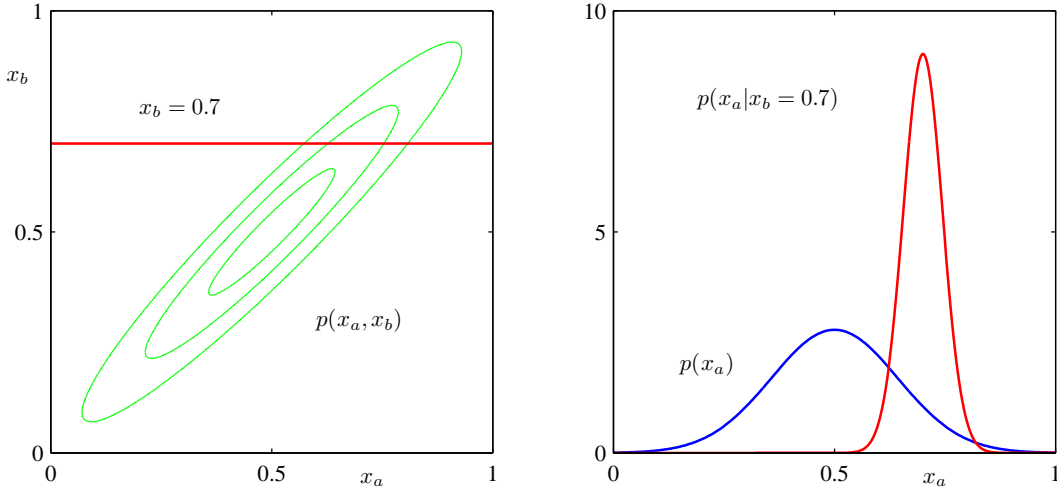 1
x_b
x_b = 0.7
0.5
p(x_a, x_b)
0
0
0.5
x_a
1
10
p(x_a|x_b = 0.7)
5
p(x_a)
0
0
0.5
x_a
1